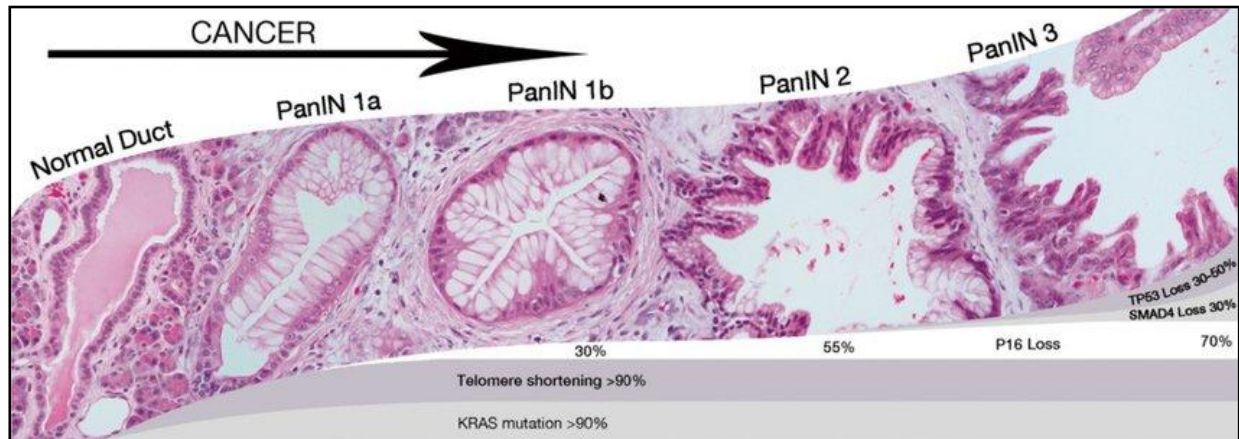 CANCER
Normal Duct
PanIN 1a
PanIN 1b
PanIN 2
PanIN 3
TP53 Loss 30-50%
SMAD4 Loss 30%
30%
55%
P16 Loss
70%
Telomere shortening >90%
KRAS mutation >90%